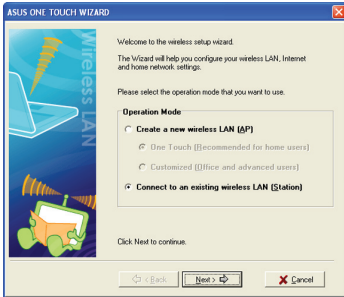 ASUS ONE TOUCH WIZARD
Wireless LAN
Welcome to the wireless setup wizard.
The Wizard will help you configure your wireless LAN, Internet
and home network settings.
Please select the operation mode that you want to use.
Operation Mode
Create a new wireless LAN (AP)
One Touch (Recommended for home users)
Customized (Office and advanced users)
Connect to an existing wireless LAN (Station)
Click Next to continue.
< Back
Next >
Cancel